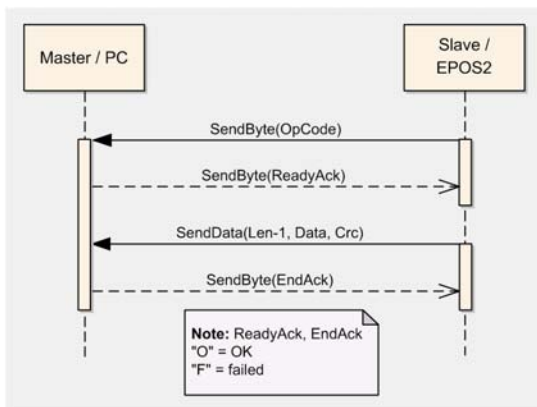 Master / PC
Slave /
EPOS2
SendByte(OpCode)
SendByte(ReadyAck)
SendData(Len-1, Data, Crc)
SendByte(EndAck)
Note: ReadyAck, EndAck
"O" = OK
"F" = failed